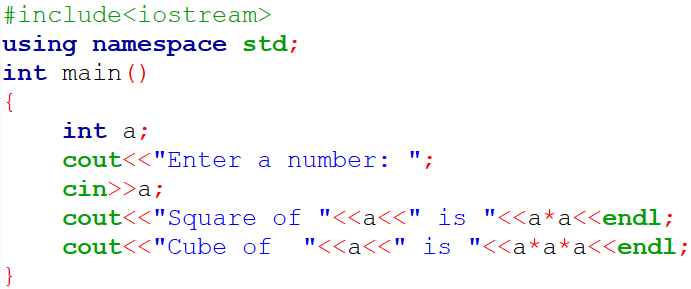 #include<iostream>
using namespace std;
int main()
{
    int a;
    cout<<"Enter a number: ";
    cin>>a;
    cout<<"Square of "<<a<<" is "<<a*a<<endl;
    cout<<"Cube of  "<<a<<" is "<<a*a*a<<endl;
}